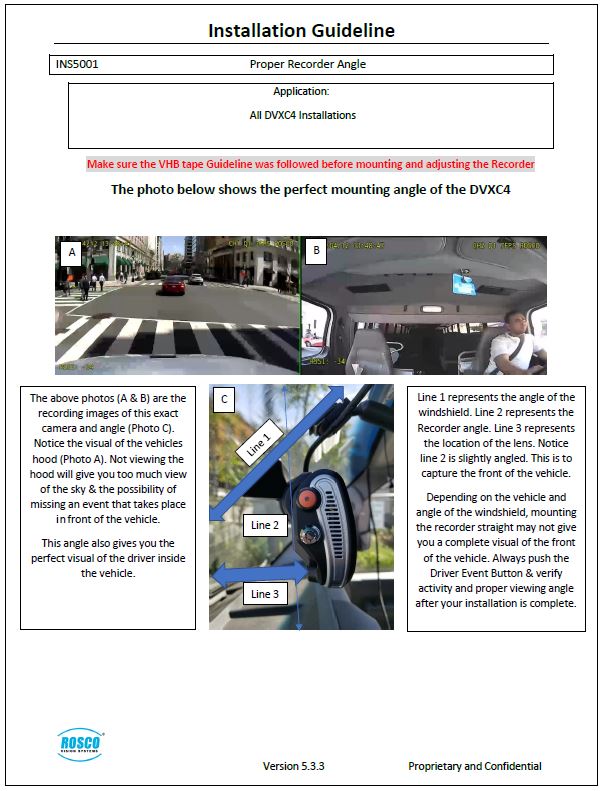 Installation Guideline
INS5001 Proper Recorder Angle
Application:
All DVXC4 Installations
Make sure the VHB tape Guideline was followed before mounting and adjusting the Recorder
The photo below shows the perfect mounting angle of the DVXC4
A
B
The above photos (A & B) are the
recording images of this exact
camera and angle (Photo C).
Notice the visual of the vehicles
hood (Photo A). Not viewing the
hood will give you too much view
of the sky & the possibility of
missing an event that takes place
in front of the vehicle.
This angle also gives you the
perfect visual of the driver inside
the vehicle.
C
Line 1
Line 2
Line 3
Line 1 represents the angle of the
windshield. Line 2 represents the
Recorder angle. Line 3 represents
the location of the lens. Notice
line 2 is slightly angled. This is to
capture the front of the vehicle.
Depending on the vehicle and
angle of the windshield, mounting
the recorder straight may not give
you a complete visual of the front
of the vehicle. Always push the
Driver Event Button & verify
activity and proper viewing angle
after your installation is complete.
ROSCO
VISION SYSTEMS
Version 5.3.3 Proprietary and Confidential